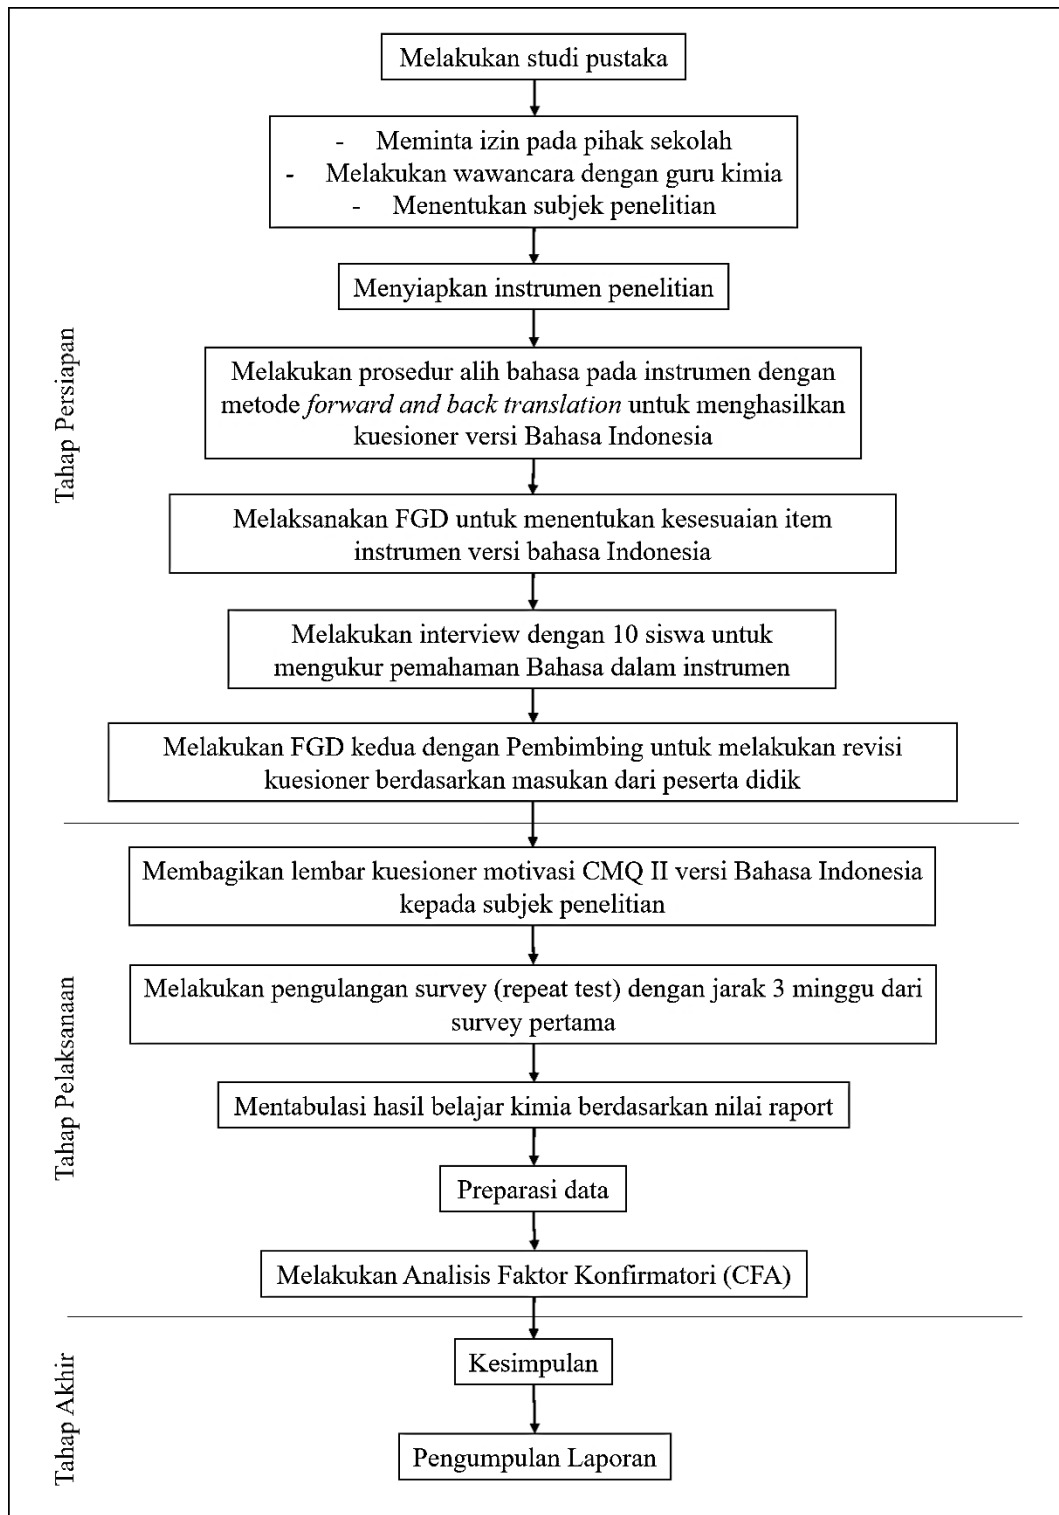 Melakukan studi pustaka
- Meminta izin pada pihak sekolah
- Melakukan wawancara dengan guru kimia
- Menentukan subjek penelitian
Menyiapkan instrumen penelitian
Melakukan prosedur alih bahasa pada instrumen dengan
metode forward and back translation untuk menghasilkan
kuesioner versi Bahasa Indonesia
Melaksanakan FGD untuk menentukan kesesuaian item
instrumen versi bahasa Indonesia
Melakukan interview dengan 10 siswa untuk
mengukur pemahaman Bahasa dalam instrumen
Melakukan FGD kedua dengan Pembimbing untuk melakukan revisi
kuesioner berdasarkan masukan dari peserta didik
Tahap Persiapan
Membagikan lembar kuesioner motivasi CMQ II versi Bahasa Indonesia
kepada subjek penelitian
Melakukan pengulangan survey (repeat test) dengan jarak 3 minggu dari
survey pertama
Mentabulasi hasil belajar kimia berdasarkan nilai raport
Preparasi data
Melakukan Analisis Faktor Konfirmatori (CFA)
Tahap Pelaksanaan
Kesimpulan
Pengumpulan Laporan
Tahap Akhir